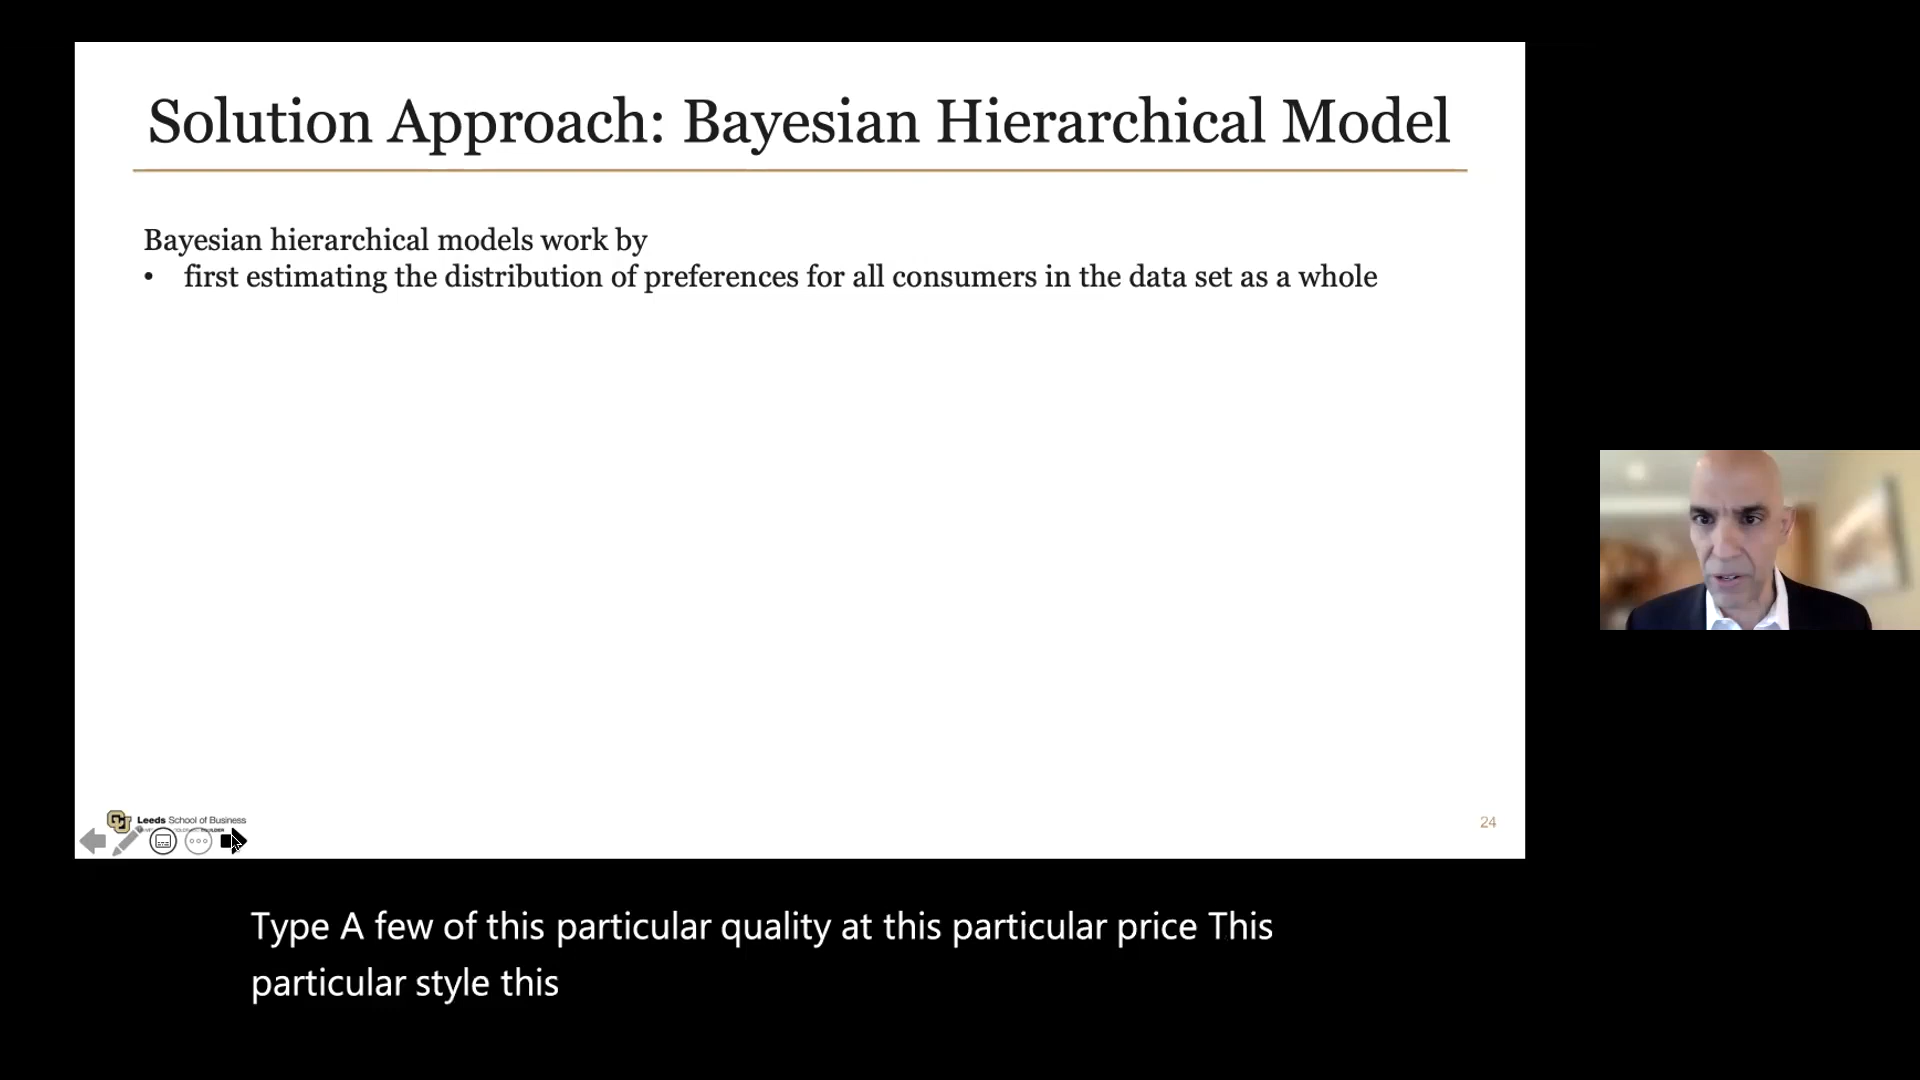 Solution Approach: Bayesian Hierarchical Model
Bayesian hierarchical models work by
• first estimating the distribution of preferences for all consumers in the data set as a whole
Leeds School of Business
24
Type A few of this particular quality at this particular price This
particular style this